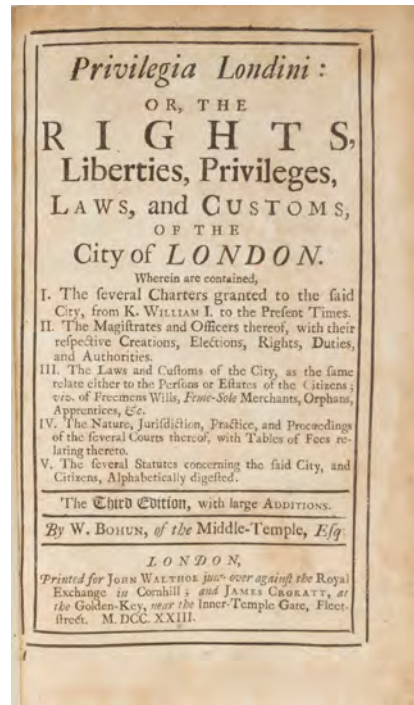 Privilegia Londini:
OR, THE
RIGHTS,
Liberties, Privileges,
LAWS, and CUSTOMS,
OF THE
City of LONDON.
Wherein are contained,
I. The ſeveral Charters granted to the ſaid
City, from K. WILLIAM I. to the Preſent Times.
II. The Magiſtrates and Officers thereof, with their
reſpective Creations, Elections, Rights, Duties,
and Authorities.
III. The Laws and Cuſtoms of the City, as the ſame
relate either to the Perſons or Eſtates of the Citizens;
viz. of Freemens Wills, Feme-Sole Merchants, Orphans,
Apprentices, &c.
IV. The Nature, Juriſdiction, Practice, and Proceedings
of the ſeveral Courts thereof, with Tables of Fees re-
lating thereto.
V. The ſeveral Statutes concerning the ſaid City, and
Citizens, Alphabetically digeſted.
The Third Edition, with large ADDITIONS.
By W. BOHUN, of the Middle-Temple, Eſq
LONDON,
Printed for JOHN WALTHOE jun. over againſt the Royal
Exchange in Cornhill; and JAMES CROKATT, at
the Golden-Key, near the Inner-Temple Gate, Fleet-
ſtreet. M. DCC. XXIII.